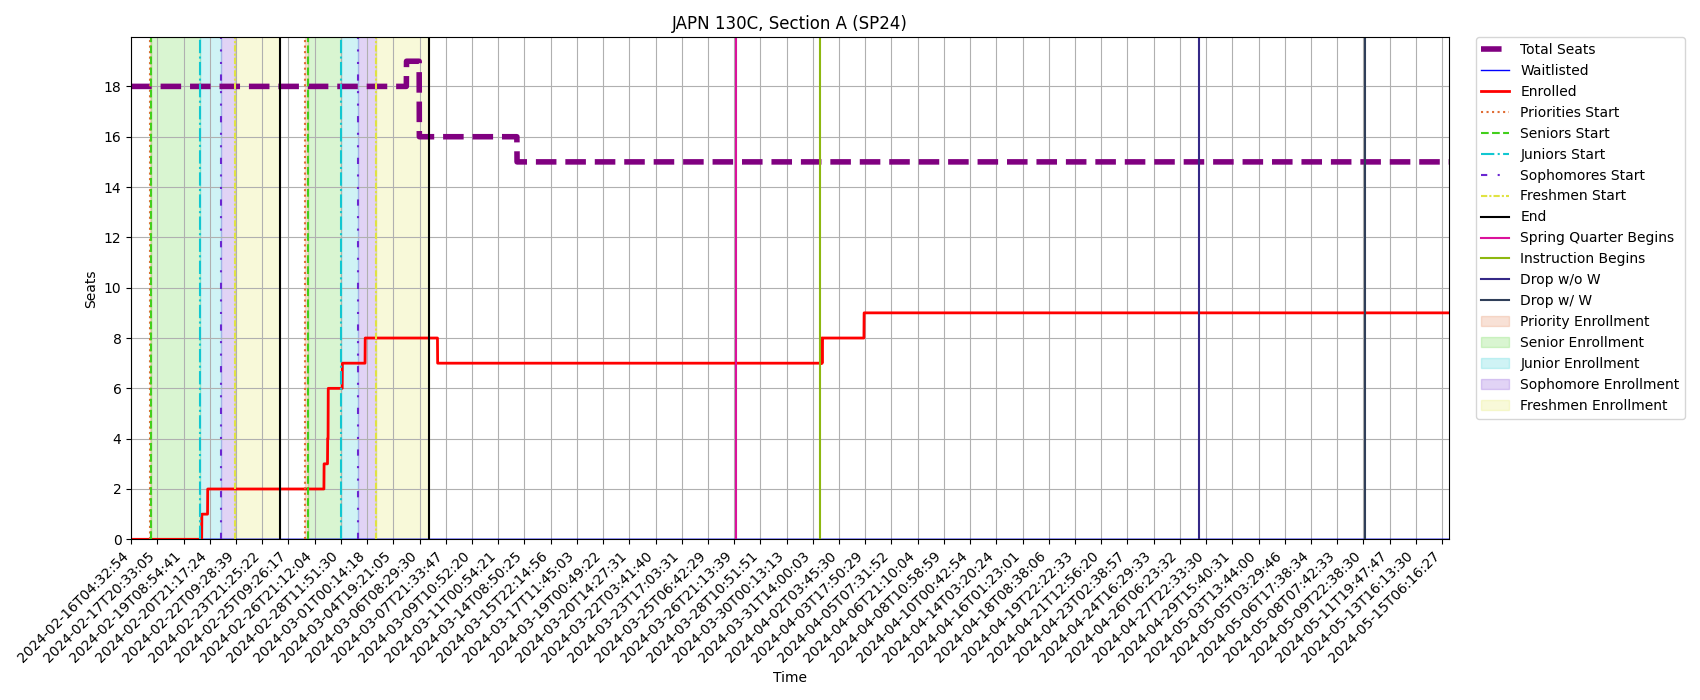 JAPN 130C, Section A (SP24)
Seats
18
16
14
12
10
8
6
4
2
0
2024-02-16T04:32:54
2024-02-17T20:33:05
2024-02-19T08:54:41
2024-02-20T21:17:24
2024-02-22T09:28:39
2024-02-23T21:25:22
2024-02-25T09:26:17
2024-02-26T21:12:04
2024-02-28T11:51:30
2024-03-01T00:14:18
2024-03-04T19:21:05
2024-03-06T08:29:30
2024-03-07T21:33:47
2024-03-09T10:52:20
2024-03-11T00:54:21
2024-03-14T08:50:25
2024-03-15T22:14:56
2024-03-17T11:45:03
2024-03-19T00:49:22
2024-03-20T14:27:31
2024-03-22T03:41:40
2024-03-23T17:03:31
2024-03-25T06:42:29
2024-03-26T21:13:39
2024-03-28T10:51:51
2024-03-30T00:13:13
2024-03-31T14:00:03
2024-04-02T03:45:30
2024-04-03T17:50:29
2024-04-05T07:31:52
2024-04-06T21:10:04
2024-04-08T10:58:59
2024-04-10T00:42:54
2024-04-14T03:20:24
2024-04-16T01:23:01
2024-04-18T08:38:06
2024-04-19T22:22:33
2024-04-21T12:56:20
2024-04-23T02:38:57
2024-04-24T16:29:33
2024-04-26T06:23:32
2024-04-27T22:33:30
2024-04-29T15:40:31
2024-05-03T13:44:00
2024-05-05T03:29:46
2024-05-06T17:38:34
2024-05-08T07:42:33
2024-05-09T22:38:30
2024-05-11T19:47:47
2024-05-13T16:13:30
2024-05-15T06:16:27
Time
Total Seats
Waitlisted
Enrolled
Priorities Start
Seniors Start
Juniors Start
Sophomores Start
Freshmen Start
End
Spring Quarter Begins
Instruction Begins
Drop w/o W
Drop w/ W
Priority Enrollment
Senior Enrollment
Junior Enrollment
Sophomore Enrollment
Freshmen Enrollment